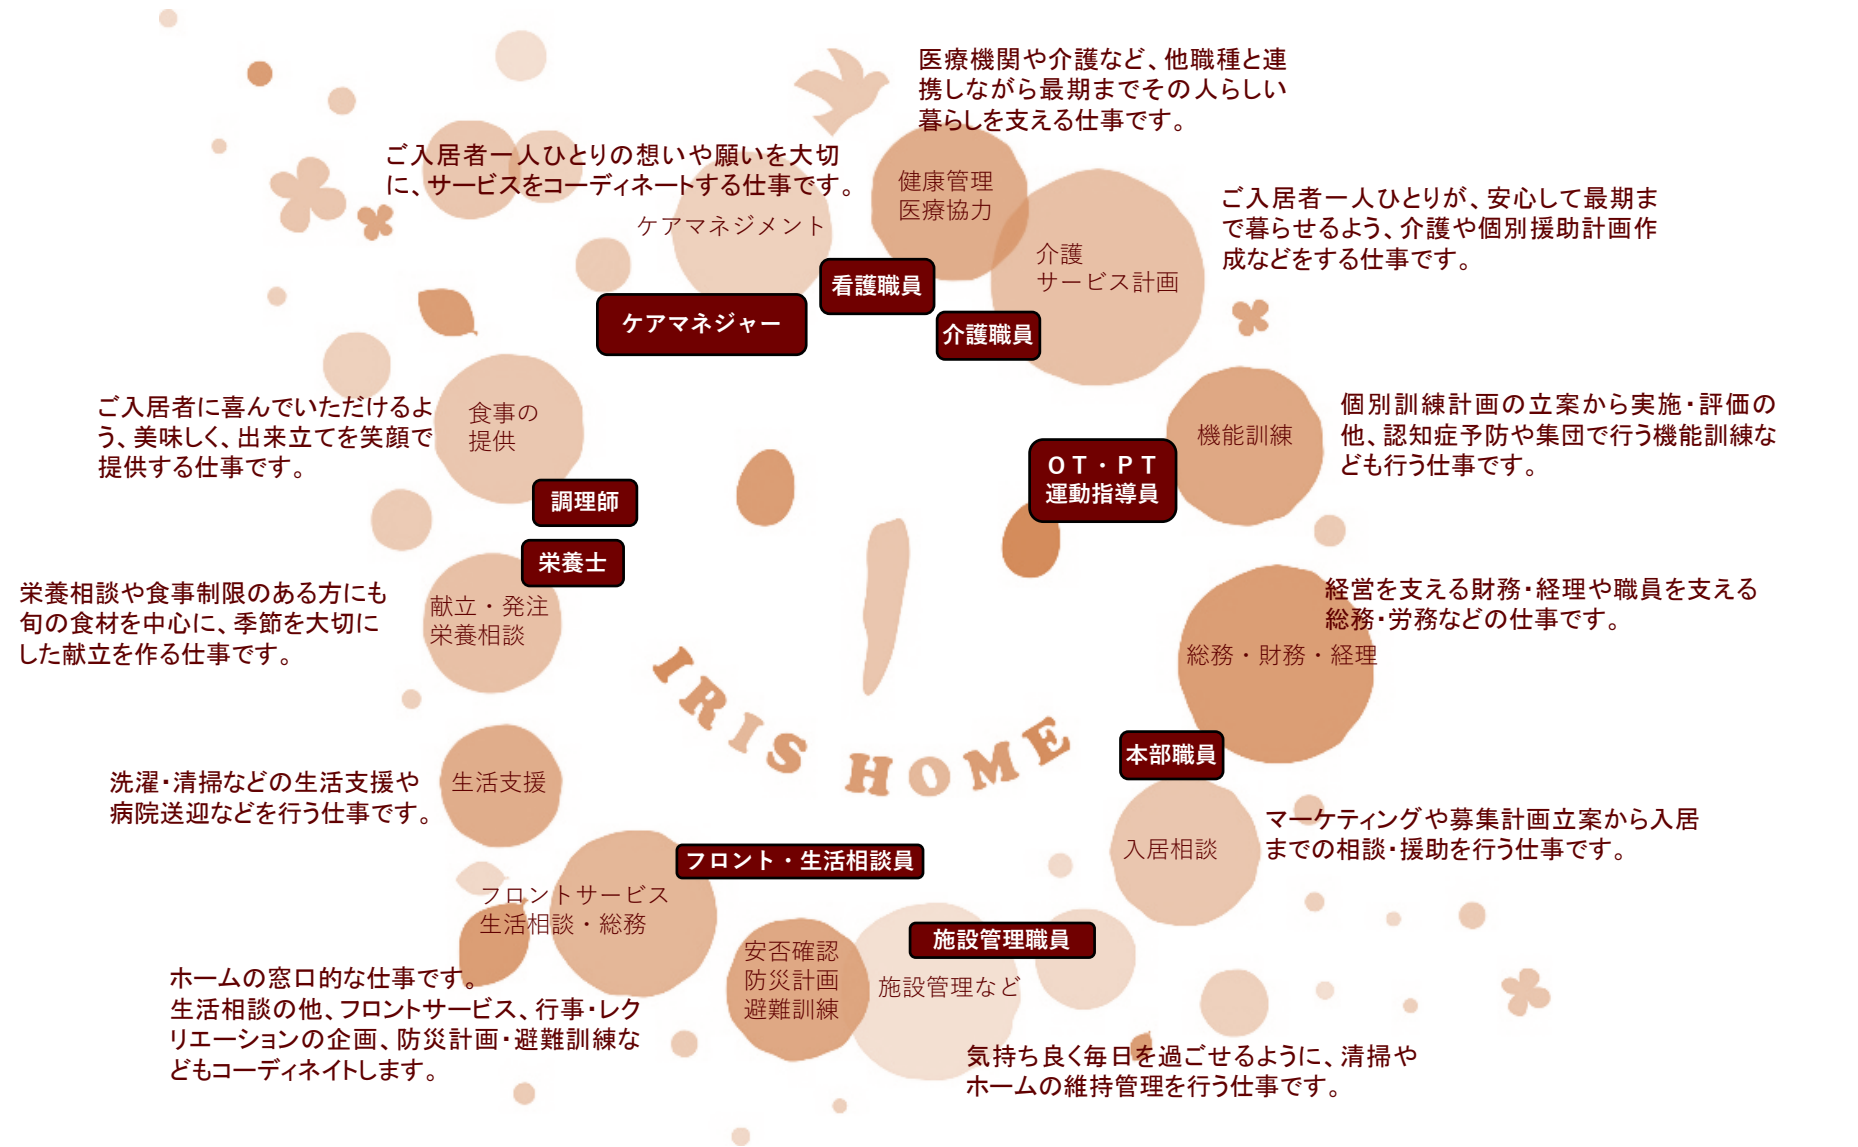 医療機関や介護など、他職種と連
携しながら最期までその人らしい
暮らしを支える仕事です。
健康管理
医療協力
看護職員
ご入居者一人ひとりの想いや願いを大切
に、サービスをコーディネートする仕事です。
ケアマネジメント
ケアマネジャー
ご入居者一人ひとりが、安心して最期ま
で暮らせるよう、介護や個別援助計画作
成などをする仕事です。
介護
サービス計画
介護職員
ご入居者に喜んでいただけるよ
う、美味しく、出来立てを笑顔で
提供する仕事です。
食事の
提供
調理師
個別訓練計画の立案から実施・評価の
他、認知症予防や集団で行う機能訓練な
ども行う仕事です。
機能訓練
ＯＴ・ＰＴ
運動指導員
栄養士
栄養相談や食事制限のある方にも
旬の食材を中心に、季節を大切に
した献立を作る仕事です。
献立・発注
栄養相談
経営を支える財務・経理や職員を支える
総務・労務などの仕事です。
総務・財務・経理
本部職員
IRIS HOME
洗濯・清掃などの生活支援や
病院送迎などを行う仕事です。
生活支援
マーケティングや募集計画立案から入居
までの相談・援助を行う仕事です。
入居相談
フロント・生活相談員
フロントサービス
生活相談・総務
ホームの窓口的な仕事です。
生活相談の他、フロントサービス、行事・レク
リエーションの企画、防災計画・避難訓練な
どもコーディネイトします。
安否確認
防災計画
避難訓練
施設管理職員
施設管理など
気持ち良く毎日を過ごせるように、清掃や
ホームの維持管理を行う仕事です。